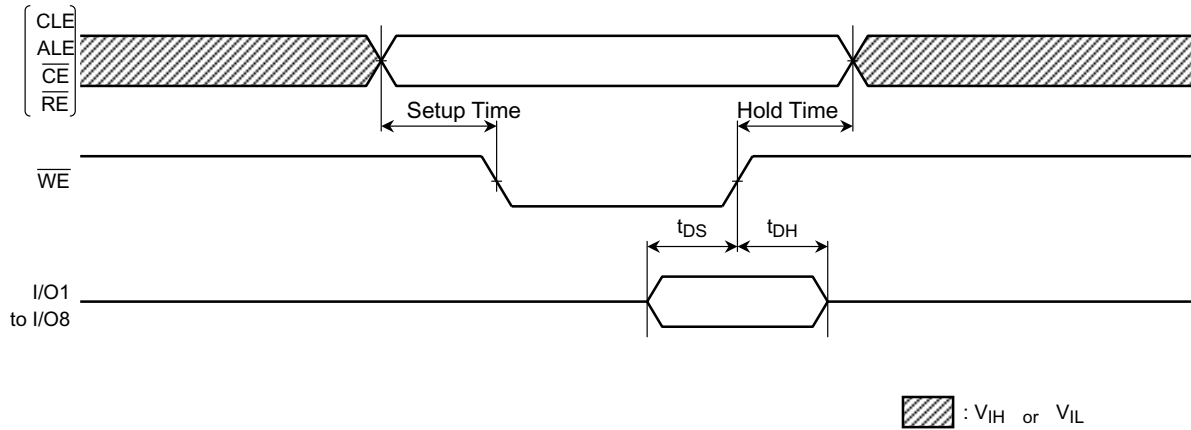 CLE
ALE
CE
RE
Setup Time
Hold Time
WE
tDS
tDH
I/O1
to I/O8
: VIH or VIL